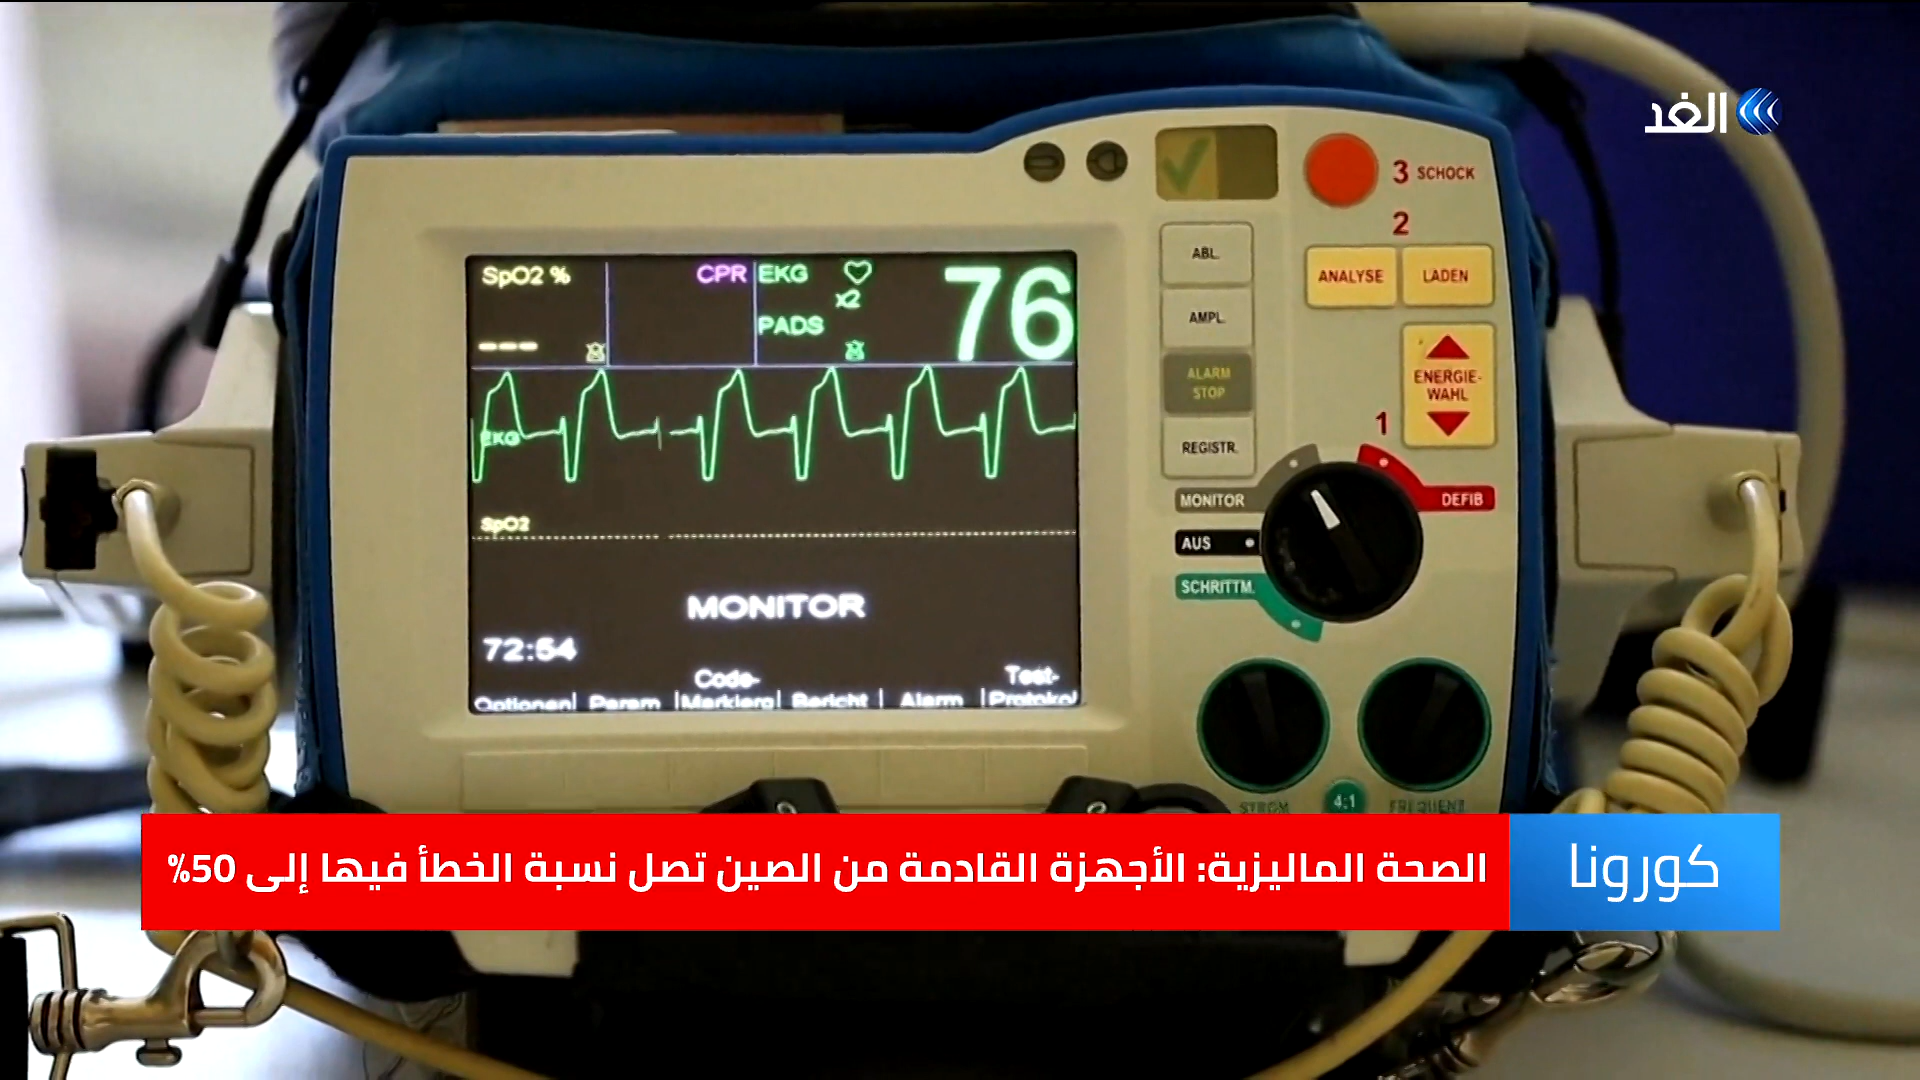 الغد
3 SCHOCK
2
ANALYSE
LADEN
ENERGIE-
WAHL
1
ABL.
AMPL.
ALARM
STOP
REGISTR.
MONITOR
DEFIB
AUS
SCHRITTM.
STROM
4:1
FREQUENT
SpO2 %
CPR
EKG
x2
PADS
76
---
EKG
SpO2
MONITOR
72:54
Optionen
Param
Code-
Markierg
Bericht
Alarm
Test-
Protokol
كورونا
الصحة الماليزية: الأجهزة القادمة من الصين تصل نسبة الخطأ فيها إلى 50%